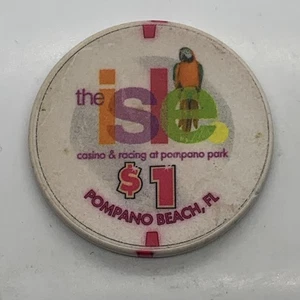 the isle
casino & racing at pompano park
$1
POMPANO BEACH, FL